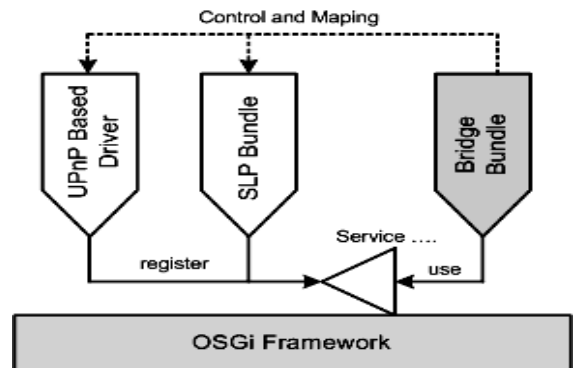 Control and Maping
UPnP Based
Driver
SLP Bundle
Bridge
Bundle
Service ....
register
use
OSGi Framework